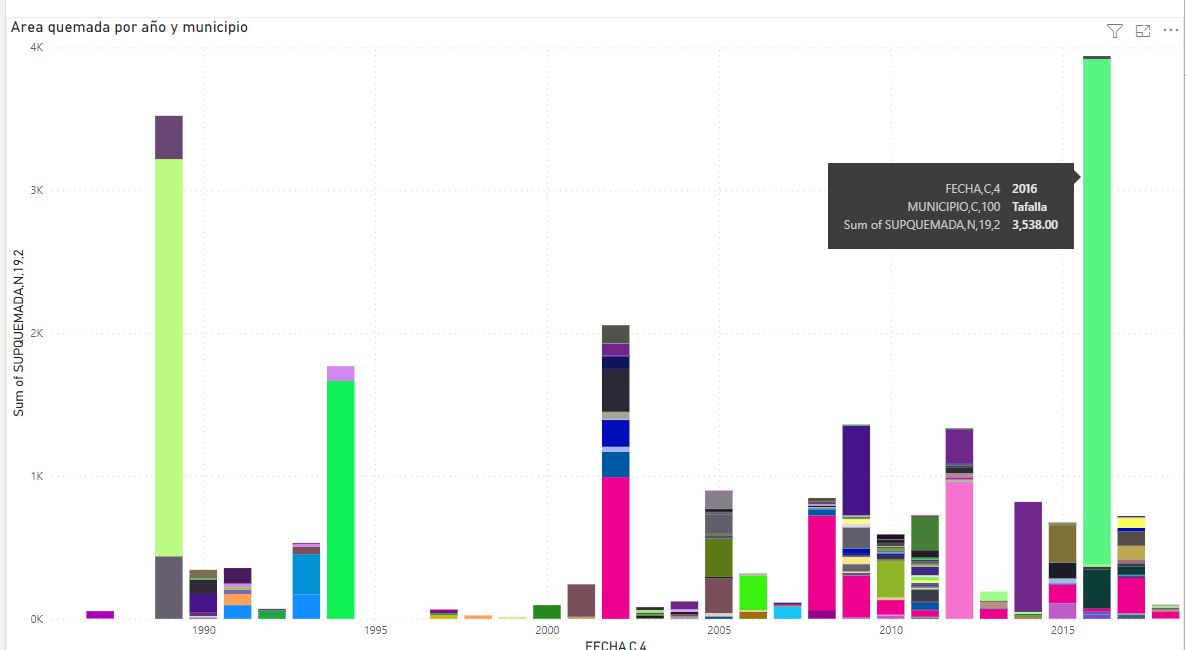 Area quemada por año y municipio
4K
3K
2K
1K
0K
Sum of SUPQUEMADA,N,19,2
FECHA,C,4 2016
MUNICIPIO,C,100 Tafalla
Sum of SUPQUEMADA,N,19,2 3,538.00
1990 1995 2000 2005 2010 2015
FECHA,C,4